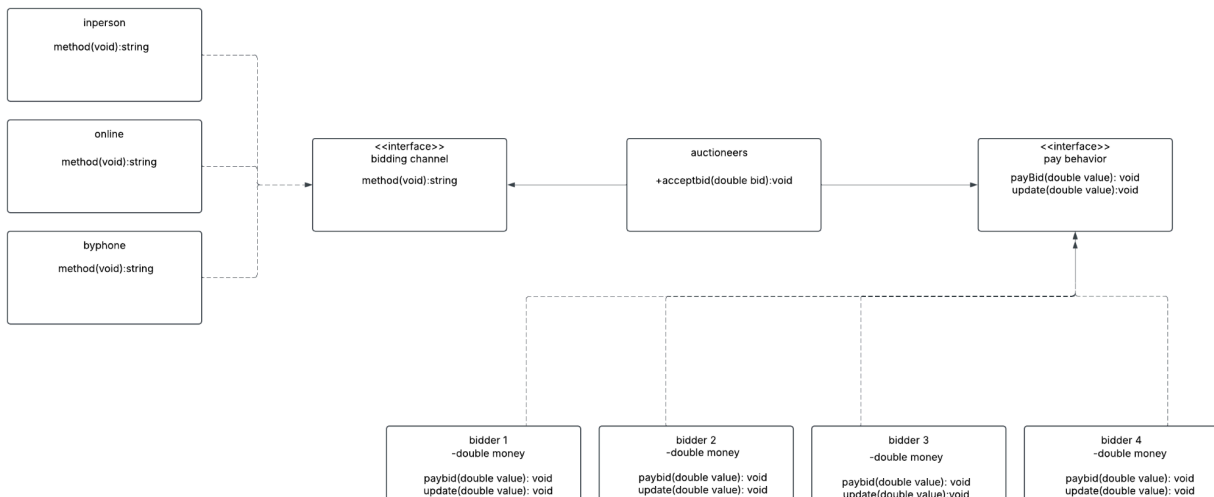 inperson
method(void):string
online
method(void):string
byphone
method(void):string
<<interface>>
bidding channel
method(void):string
auctioneers
+acceptbid(double bid):void
<<interface>>
pay behavior
payBid(double value): void
update(double value):void
bidder 1
-double money
paybid(double value): void
update(double value): void
bidder 2
-double money
paybid(double value): void
update(double value): void
bidder 3
-double money
paybid(double value): void
update(double value):void
bidder 4
-double money
paybid(double value): void
update(double value): void